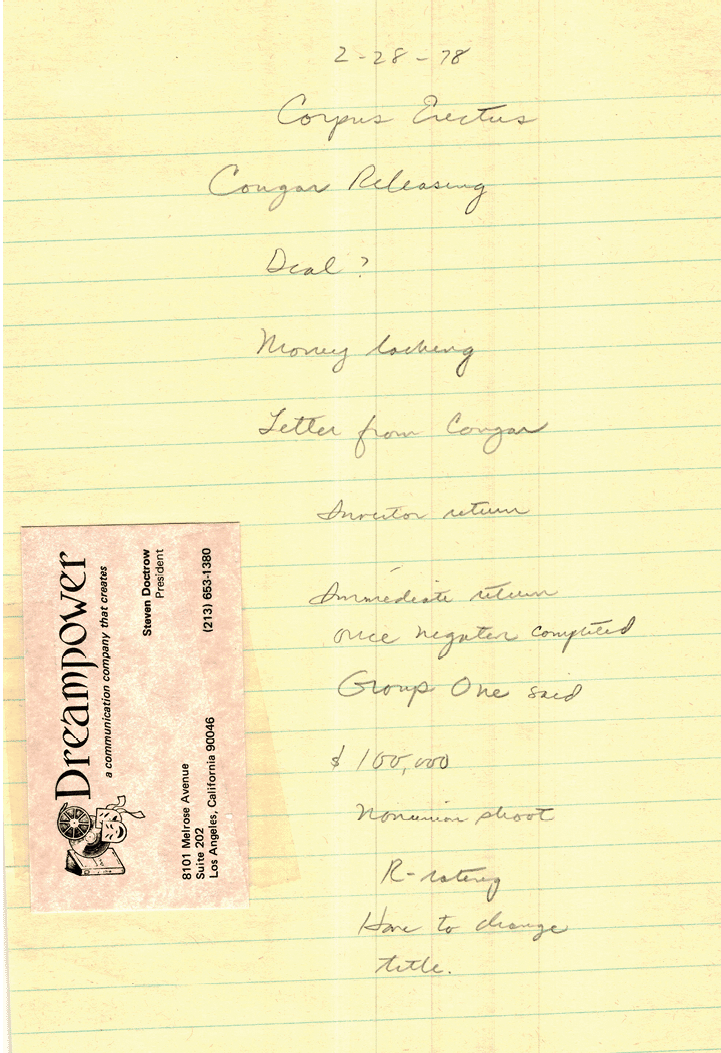 2-28-78
Corpus Erectus
Cougar Releasing
Deal?
Money lacking
Letter from Cougar
Investor return
Immediate return
once negater completed
Group One said
$100,000
Nonunion shoot
R-rating
Have to change
title.
Dreampower
a communication company that creates
Steven Doctrow
President
(213) 653-1380
8101 Melrose Avenue
Suite 202
Los Angeles, California 90046